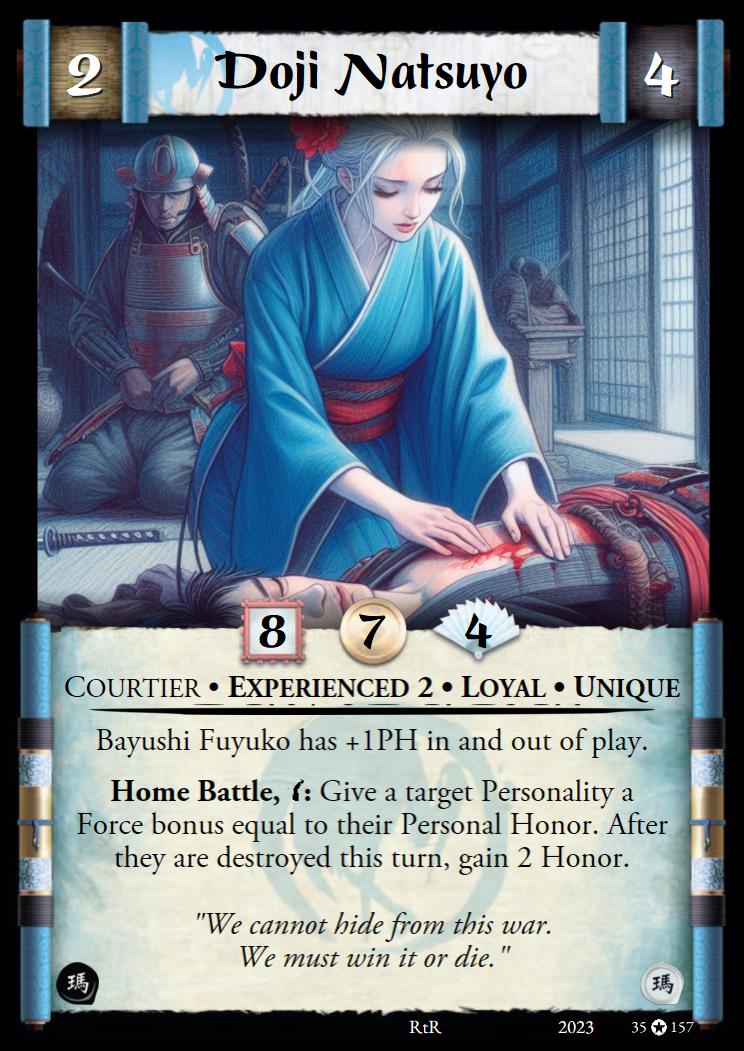 2 Doji Natsuyo 4
8 7 4
COURTIER • EXPERIENCED 2 • LOYAL • UNIQUE
Bayushi Fuyuko has +1PH in and out of play.
Home Battle, : Give a target Personality a
Force bonus equal to their Personal Honor. After
they are destroyed this turn, gain 2 Honor.
"We cannot hide from this war.
We must win it or die."
瑪 瑪
RtR 2023 35 157